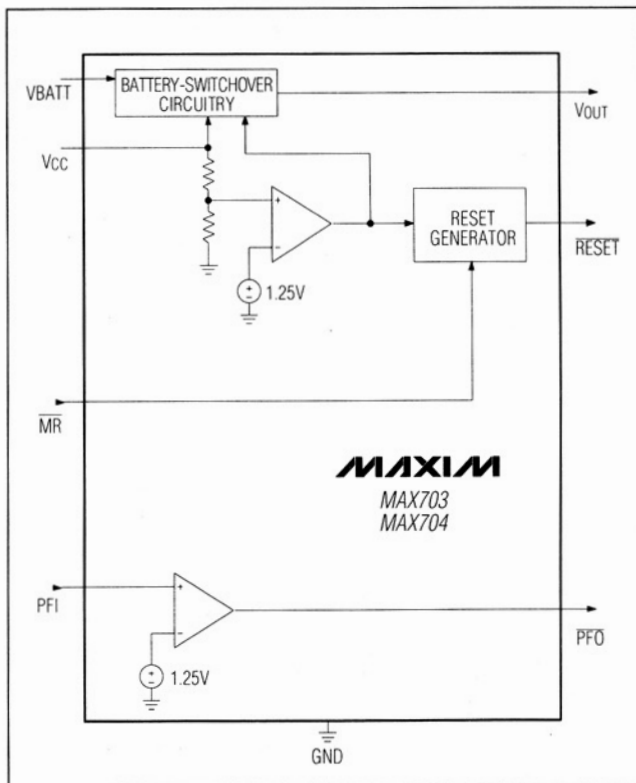 VBATT
BATTERY-SWITCHOVER
CIRCUITRY
VOUT
VCC
+
−
RESET
GENERATOR
RESET
+
−
1.25V
MR
MAXIM
MAX703
MAX704
PFI
+
−
PFO
+
−
1.25V
GND